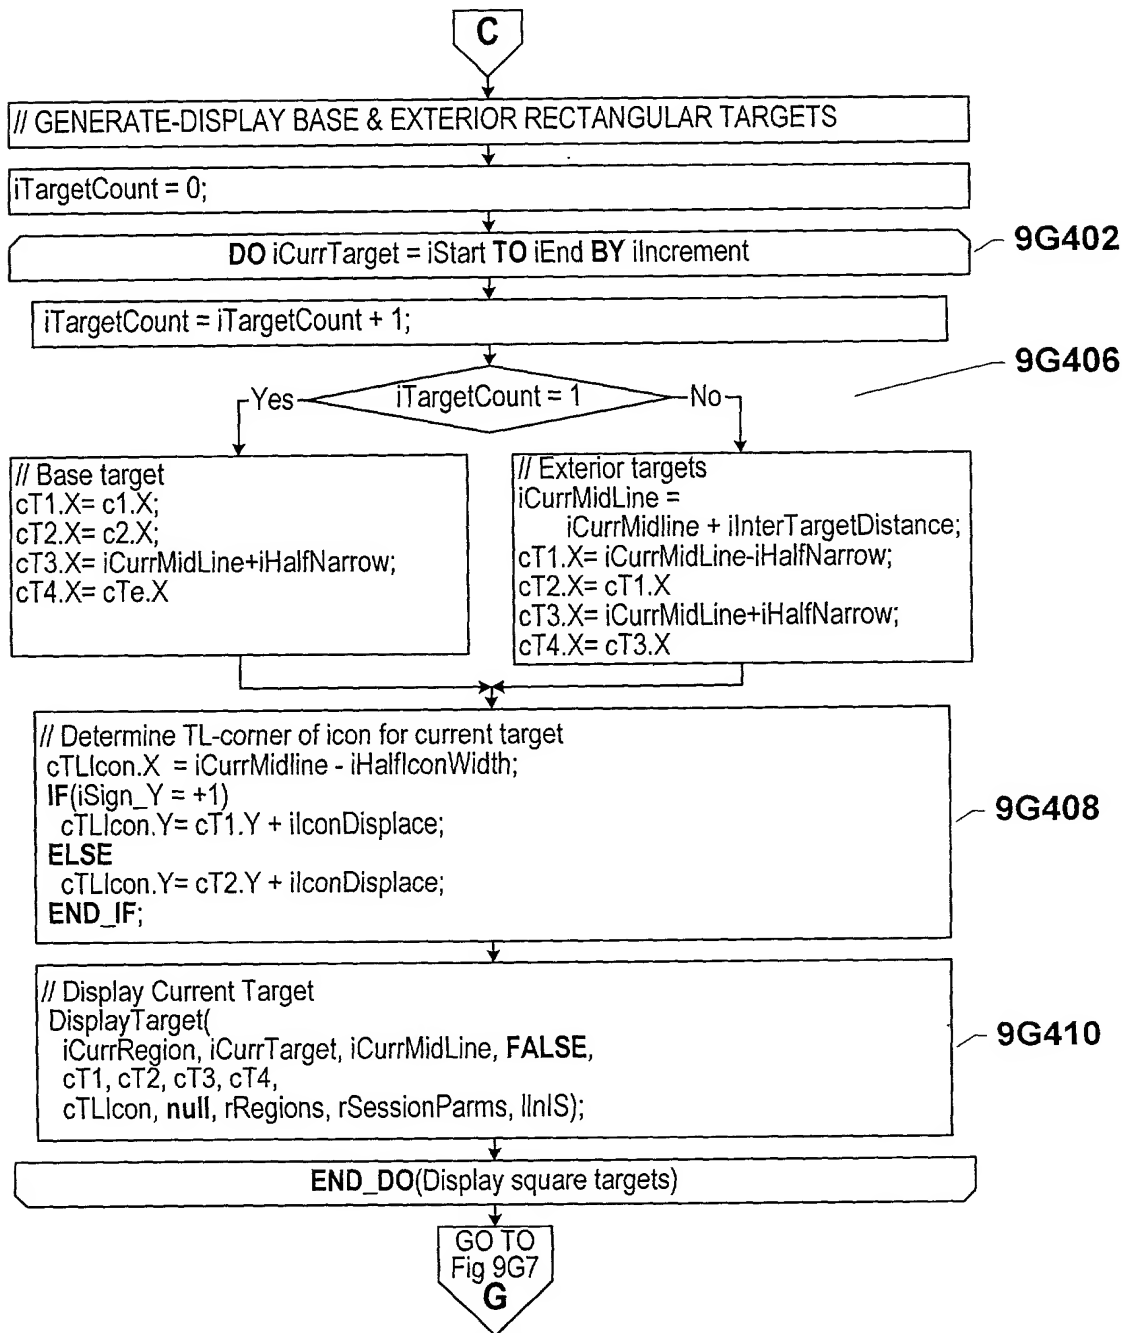 C
// GENERATE-DISPLAY BASE & EXTERIOR RECTANGULAR TARGETS
iTargetCount = 0;
DO iCurrTarget = iStart TO iEnd BY iIncrement
9G402
iTargetCount = iTargetCount + 1;
9G406
Yes
iTargetCount = 1
No
// Base target
cT1.X= c1.X;
cT2.X= c2.X;
cT3.X= iCurrMidLine+iHalfNarrow;
cT4.X= cTe.X
// Exterior targets
iCurrMidLine =
iCurrMidline + iInterTargetDistance;
cT1.X= iCurrMidLine-iHalfNarrow;
cT2.X= cT1.X
cT3.X= iCurrMidLine+iHalfNarrow;
cT4.X= cT3.X
// Determine TL-corner of icon for current target
cTLIcon.X = iCurrMidline - iHalfIconWidth;
IF(iSign_Y = +1)
cTLIcon.Y= cT1.Y + iIconDisplace;
ELSE
cTLIcon.Y= cT2.Y + iIconDisplace;
END_IF;
9G408
// Display Current Target
DisplayTarget(
iCurrRegion, iCurrTarget, iCurrMidLine, FALSE,
cT1, cT2, cT3, cT4,
cTLIcon, null, rRegions, rSessionParms, lInIS);
9G410
END_DO(Display square targets)
GO TO
Fig 9G7
G